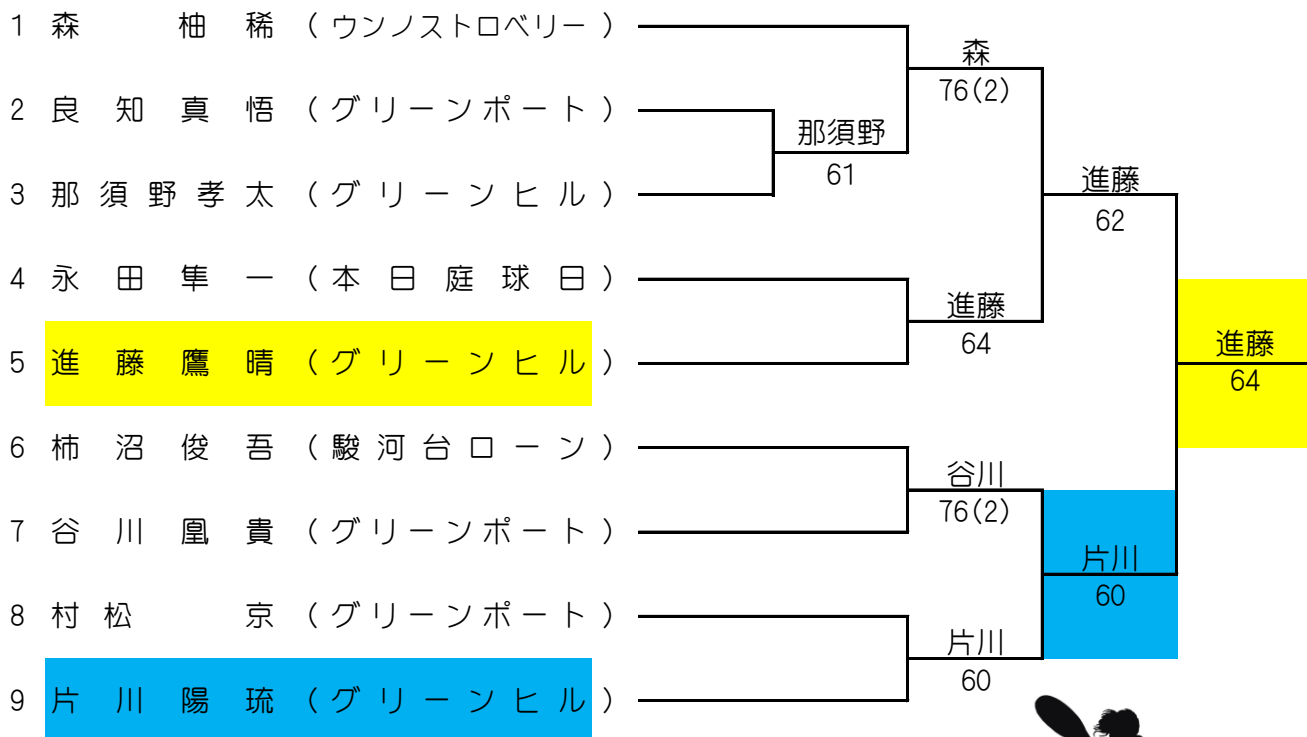 1 森 柚 稀 (ウンノストロベリー)
森
76(2)
2 良 知 真 悟 (グリーンポート)
那須野
61
3 那 須 野 孝 太 (グリーンヒル)
進藤
62
4 永 田 隼 一 (本日庭球日)
進藤
64
5 進 藤 鷹 晴 (グリーンヒル)
進藤
64
6 柿 沼 俊 吾 (駿河台ローン)
谷川
76(2)
7 谷 川 凰 貴 (グリーンポート)
片川
60
8 村 松 京 (グリーンポート)
片川
60
9 片 川 陽 琉 (グリーンヒル)